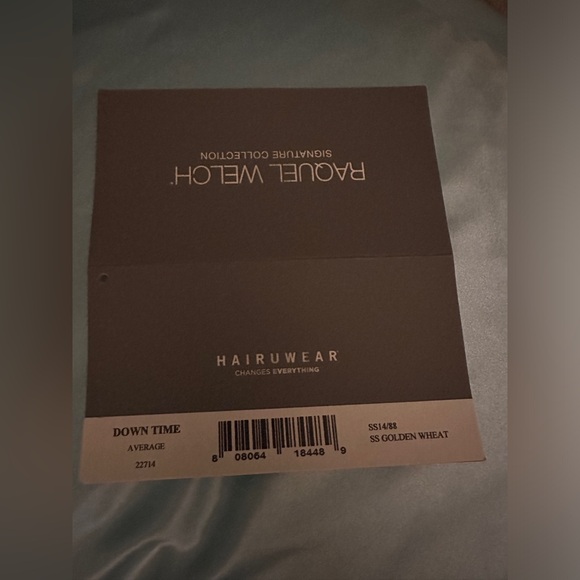 RAQUEL WELCH®
SIGNATURE COLLECTION
HAIRUWEAR®
CHANGES EVERYTHING
DOWN TIME
AVERAGE
22714
8 08064 18448 9
SS14/88
SS GOLDEN WHEAT